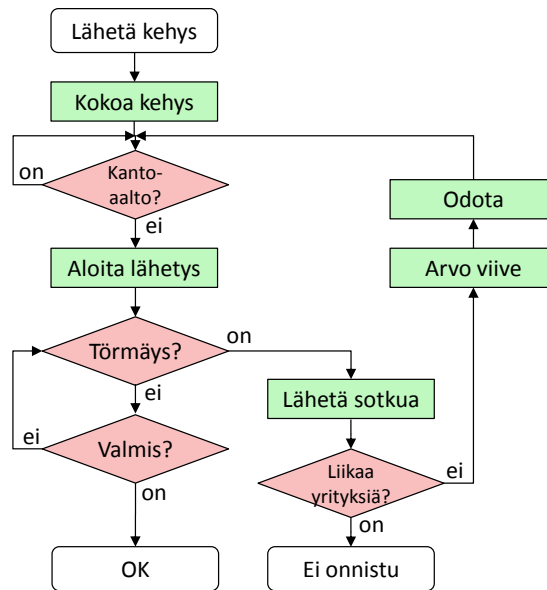 Lähetä kehys
Kokoa kehys
on
Kanto-
aalto?
ei
Odota
Aloita lähetys
Arvo viive
Törmäys?
on
ei
Lähetä sotkua
ei
Valmis?
on
Liikaa
yrityksiä?
ei
on
OK
Ei onnistu